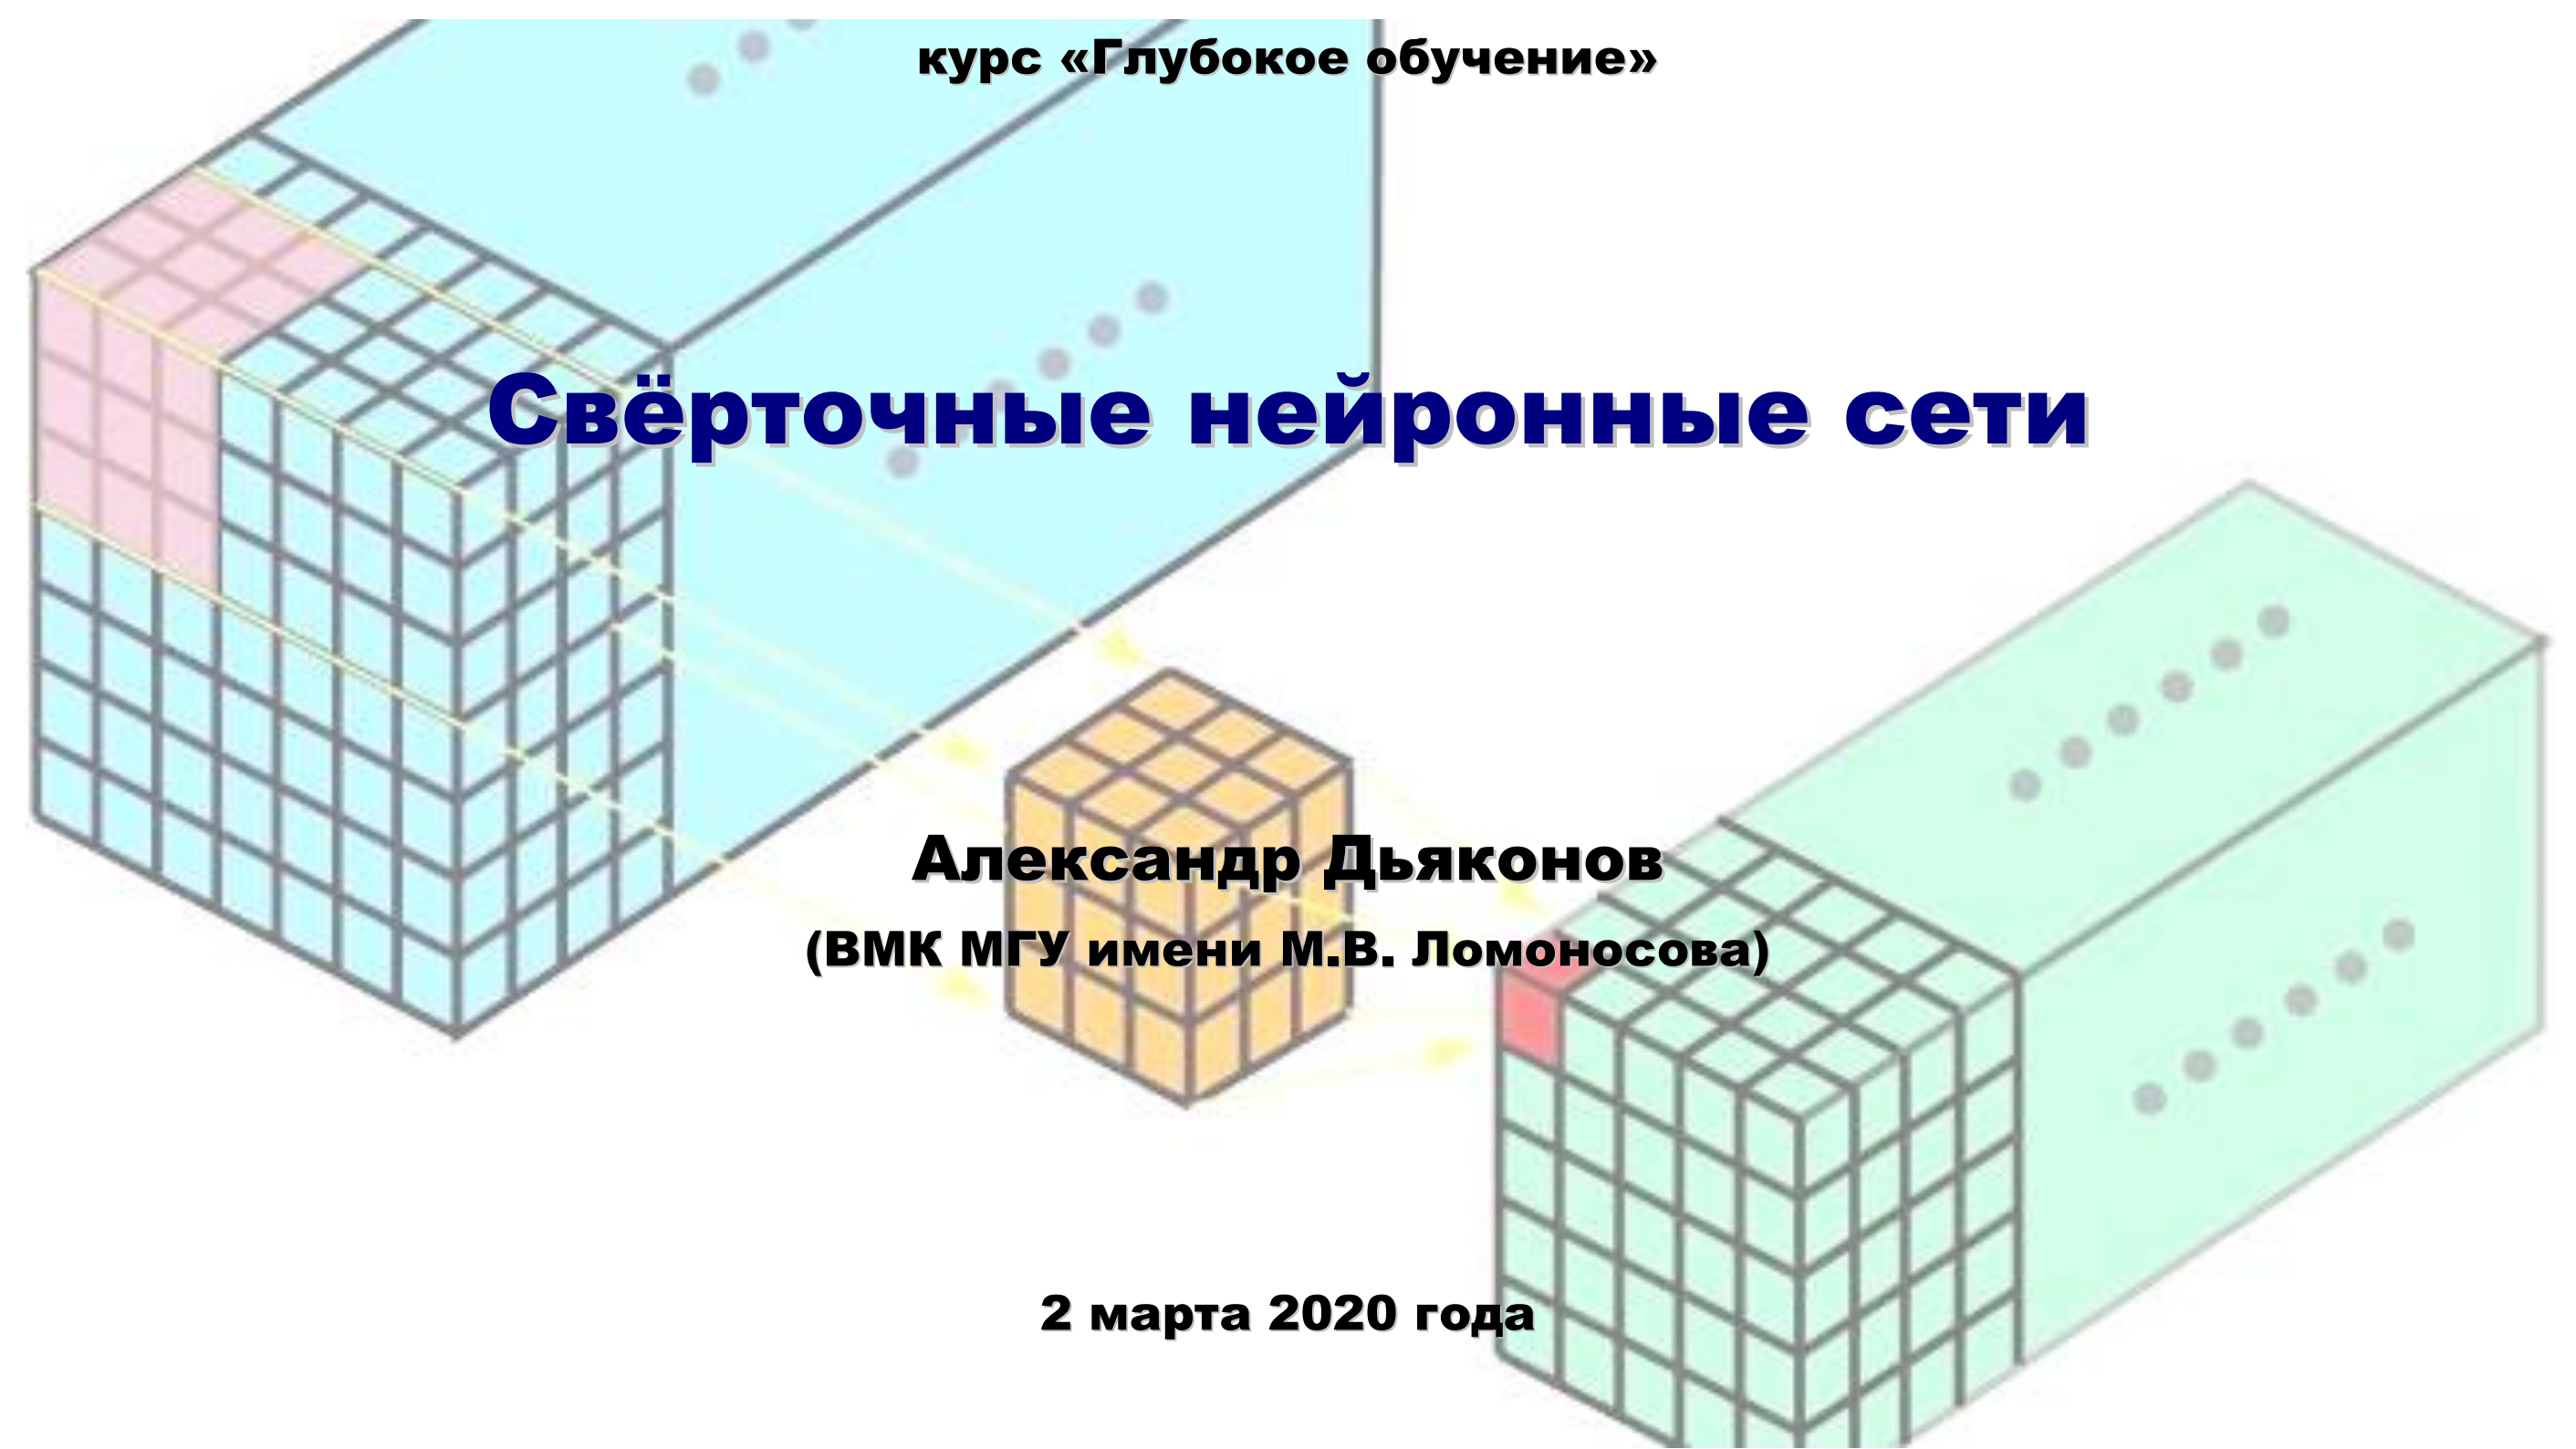 курс «Глубокое обучение»
Свёрточные нейронные сети
Александр Дьяконов
(ВМК МГУ имени М.В. Ломоносова)
2 марта 2020 года